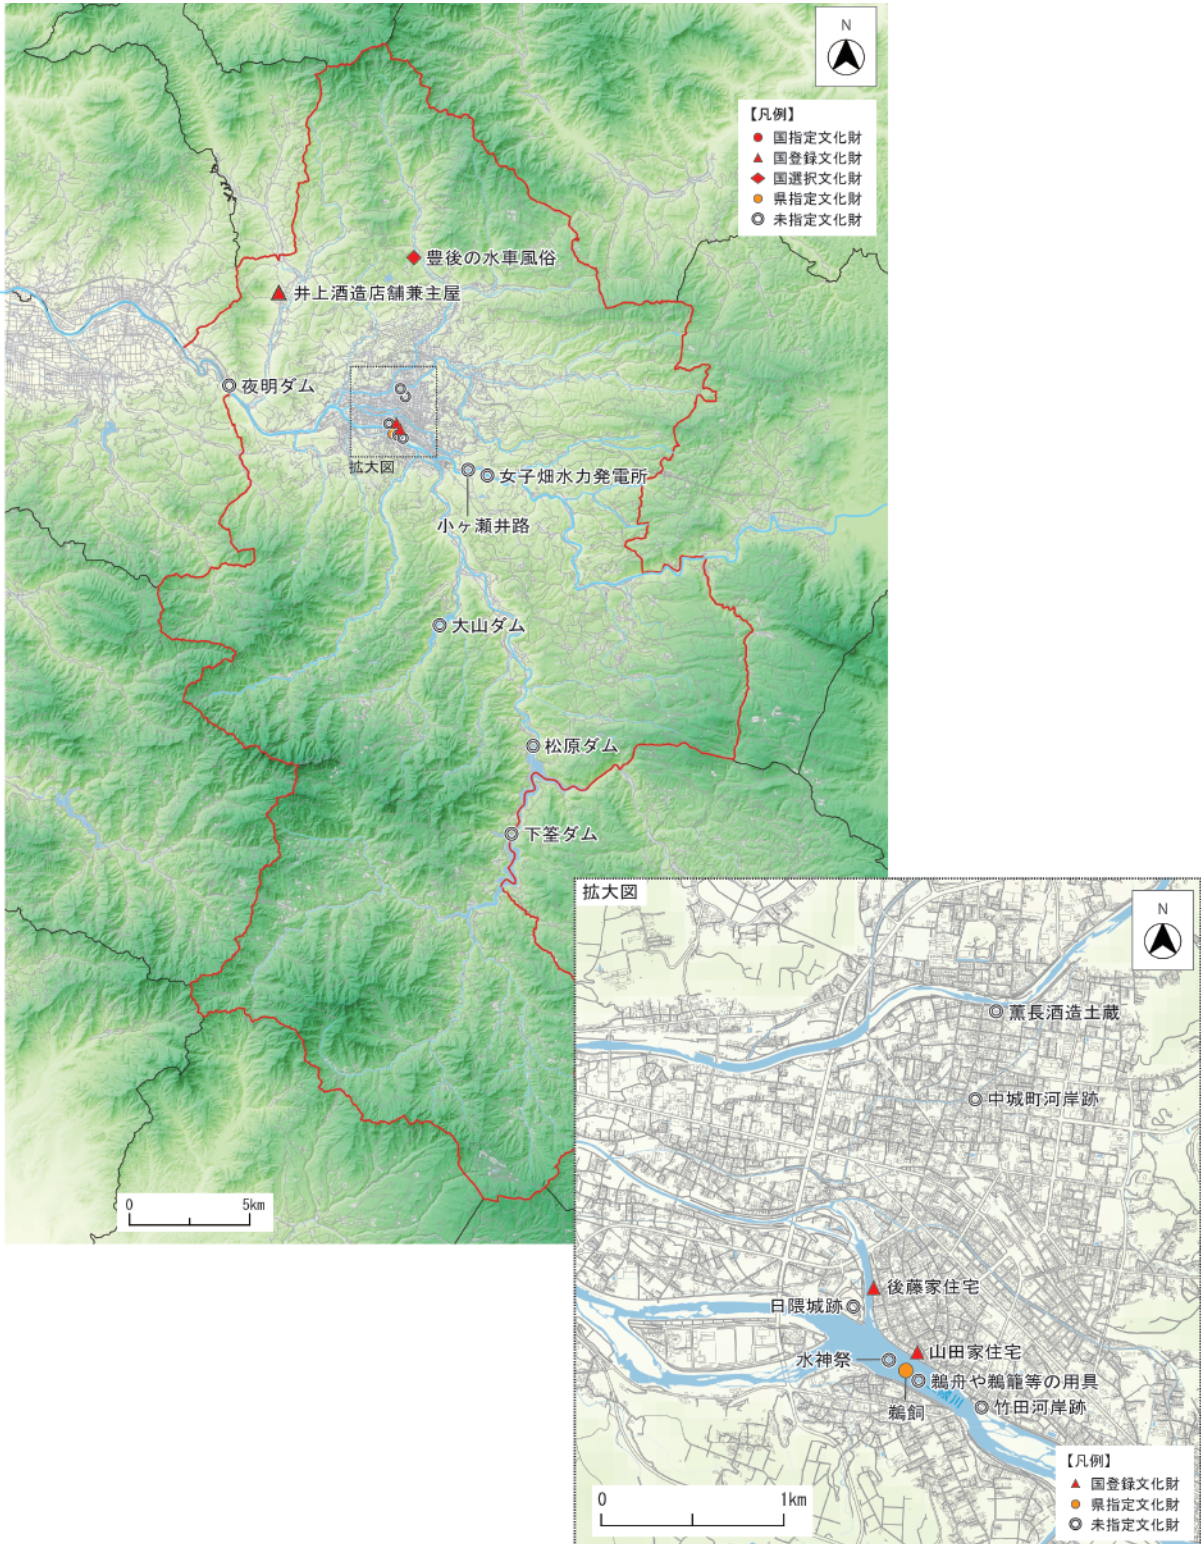 N
【凡例】
国指定文化財
国登録文化財
国選択文化財
県指定文化財
未指定文化財
豊後の水車風俗
井上酒造店舗兼主屋
夜明ダム
拡大図
女子畑水力発電所
小ヶ瀬井路
大山ダム
松原ダム
下筌ダム
0 5km
拡大図
N
薫長酒造土蔵
中城町河岸跡
後藤家住宅
日隈城跡
山田家住宅
水神祭
鵜舟や鵜籠等の用具
鵜飼
竹田河岸跡
【凡例】
国登録文化財
県指定文化財
未指定文化財
0 1km